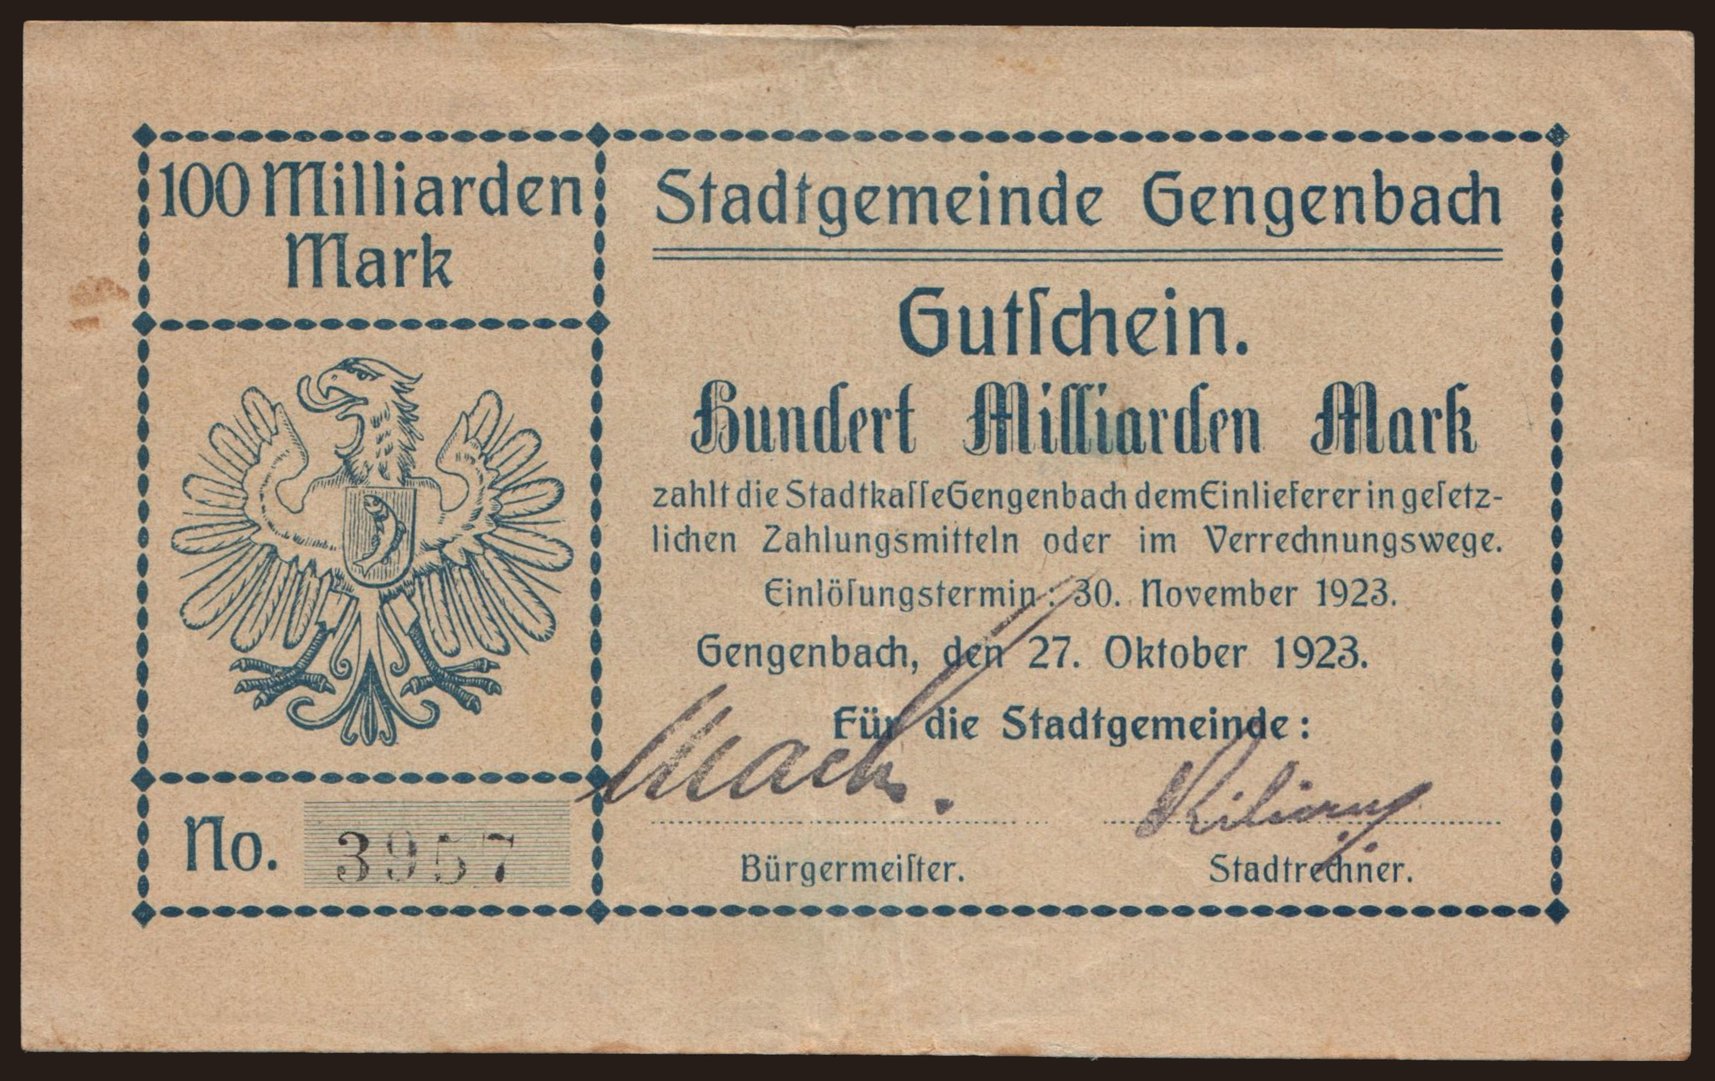 100 Milliarden
Mark
No. 3957
Stadtgemeinde Gengenbach
Gutſchein.
Hundert Milliarden Mark
zahlt die Stadtkaſſe Gengenbach dem Einlieferer in geſetz-
lichen Zahlungsmitteln oder im Verrechnungswege.
Einlöſungstermin: 30. November 1923.
Gengenbach, den 27. Oktober 1923.
Für die Stadtgemeinde:
Mack.
Bürgermeiſter.
Stadtrechner.